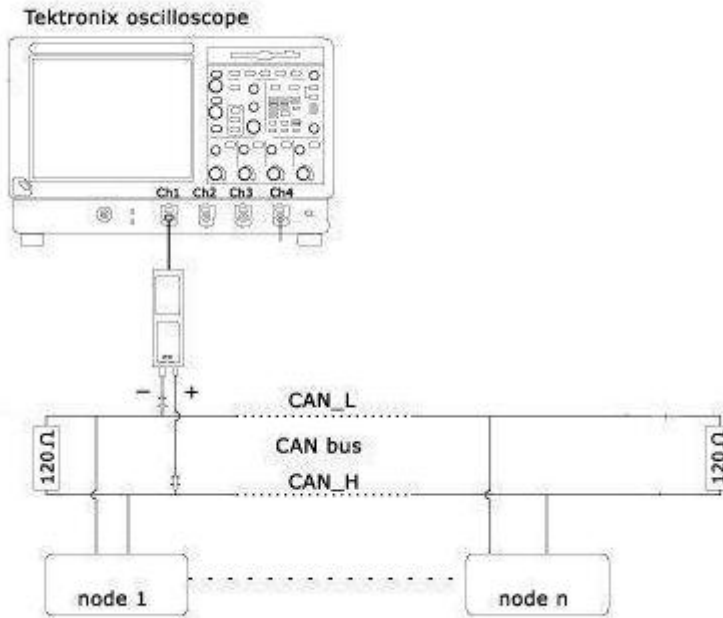 Tektronix oscilloscope
Ch1 Ch2 Ch3 Ch4
− +
CAN_L
120Ω CAN bus 120Ω
CAN_H
node 1 node n